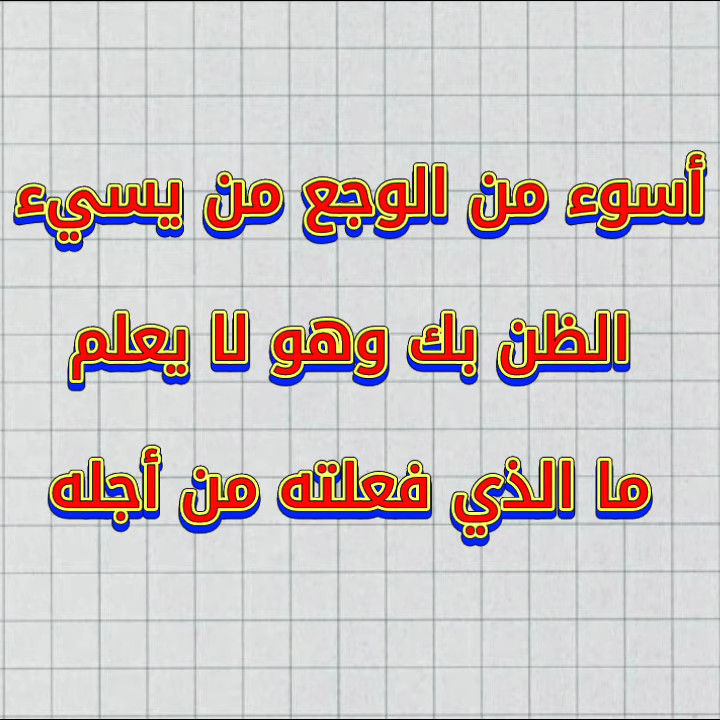 أسوء من الوجع من يسيء
الظن بك وهو لا يعلم
ما الذي فعلته من أجله